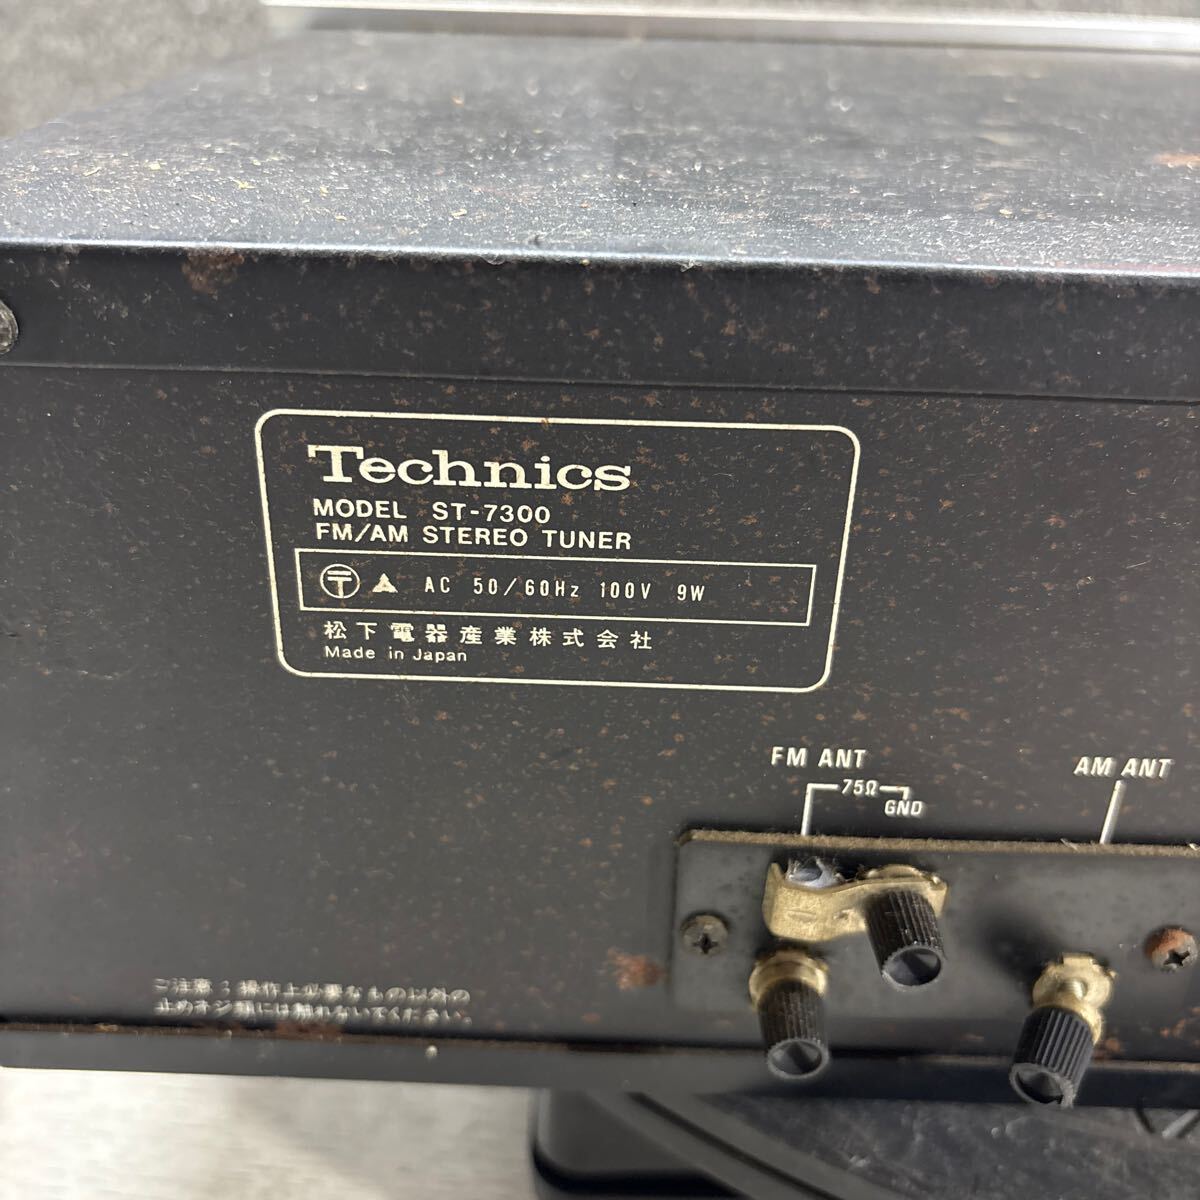 Technics
MODEL ST-7300
FM/AM STEREO TUNER
〒 AC 50/60Hz 100V 9W
松下電器産業株式会社
Made in Japan
FM ANT
75Ω
GND
AM ANT
ご注意:操作上必要なもの以外の
止めネジ類には触れないでください。